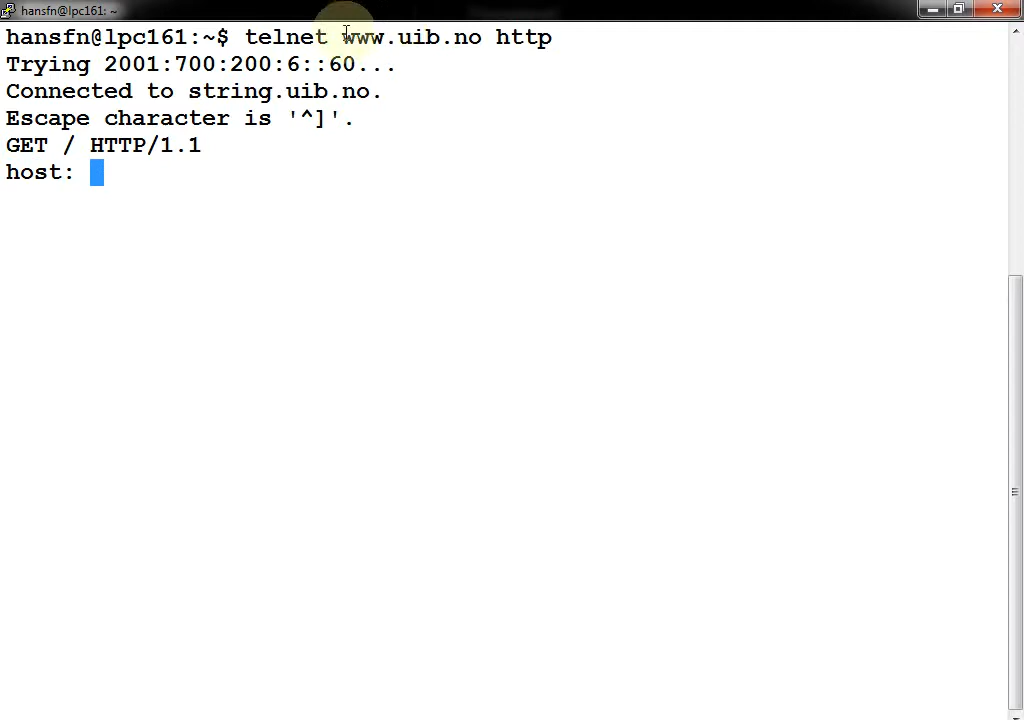 hansfn@lpc161: ~
hansfn@lpc161:~$ telnet www.uib.no http
Trying 2001:700:200:6::60...
Connected to string.uib.no.
Escape character is '^]'.
GET / HTTP/1.1
host: